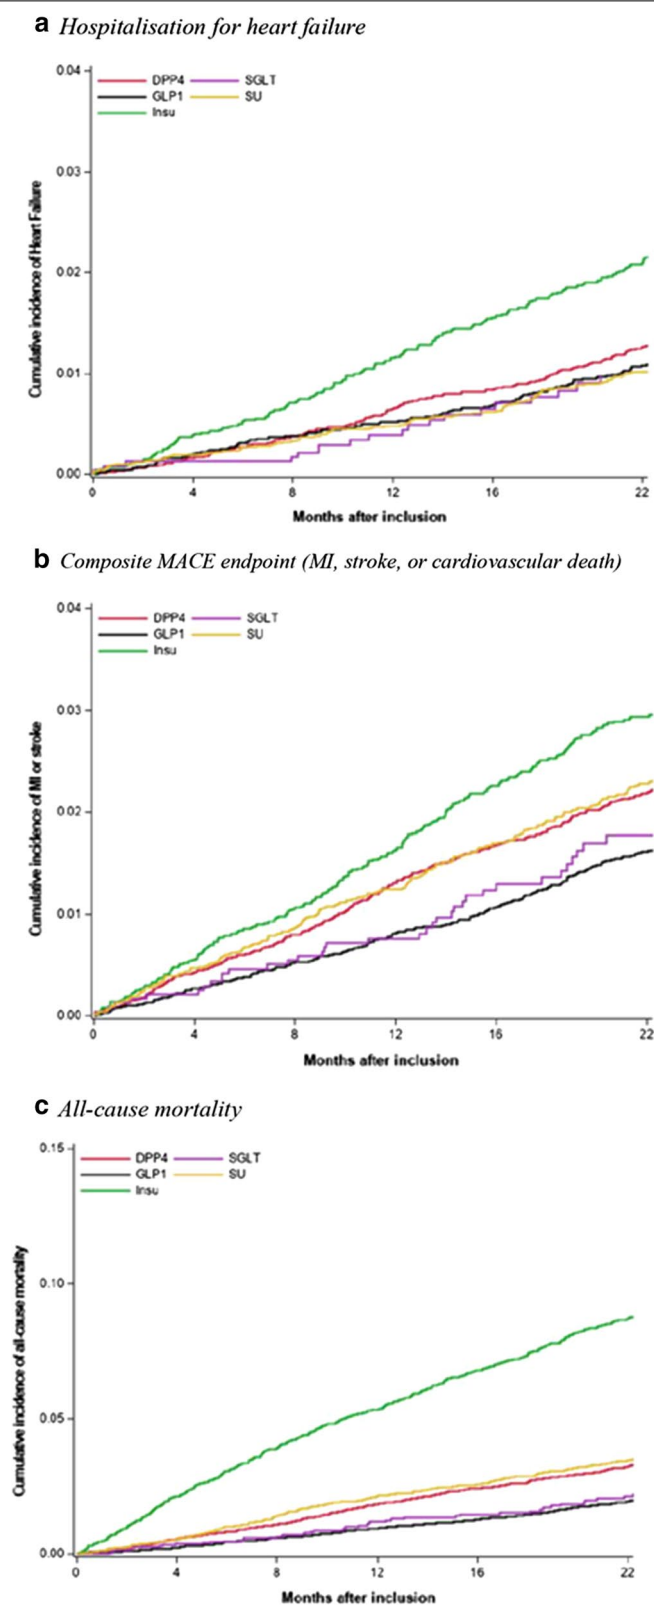 a Hospitalisation for heart failure
0.04
DPP4 SGLT
GLP1 SU
Insu
0.03
Cumulative incidence of Heart Failure
0.02
0.01
0.00
0 4 8 12 16 22
Months after inclusion
b Composite MACE endpoint (MI, stroke, or cardiovascular death)
0.04
DPP4 SGLT
GLP1 SU
Insu
0.03
Cumulative incidence of MI or stroke
0.02
0.01
0.00
0 4 8 12 16 22
Months after inclusion
c All-cause mortality
0.15
DPP4 SGLT
GLP1 SU
Insu
0.10
Cumulative incidence of all-cause mortality
0.05
0.00
0 4 8 12 16 22
Months after inclusion